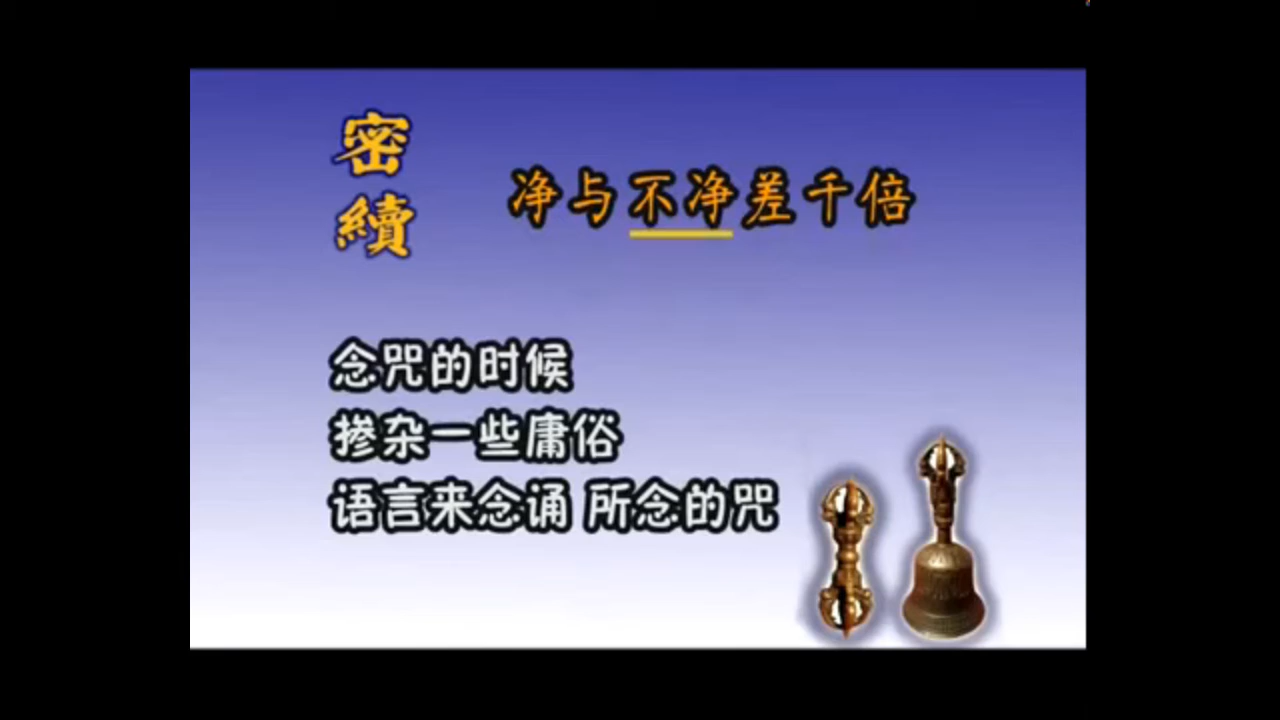 密續
净与不净差千倍
念咒的时候
掺杂一些庸俗
语言来念诵 所念的咒